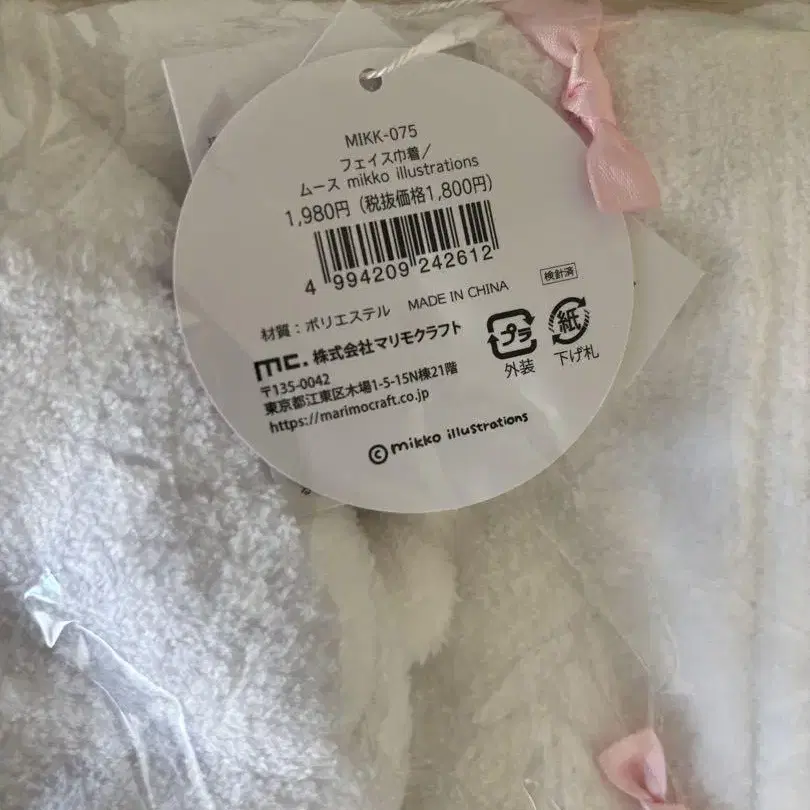 MIKK-075
フェイス巾着/
ムース mikko illustrations
1,980円（税抜価格1,800円）
4 994209 242612
検針済
材質：ポリエステル MADE IN CHINA
mc. 株式会社マリモクラフト
〒135-0042
東京都江東区木場1-5-15N棟21階
https://marimocraft.co.jp
プラ
外装
紙
下げ札
©mikko illustrations